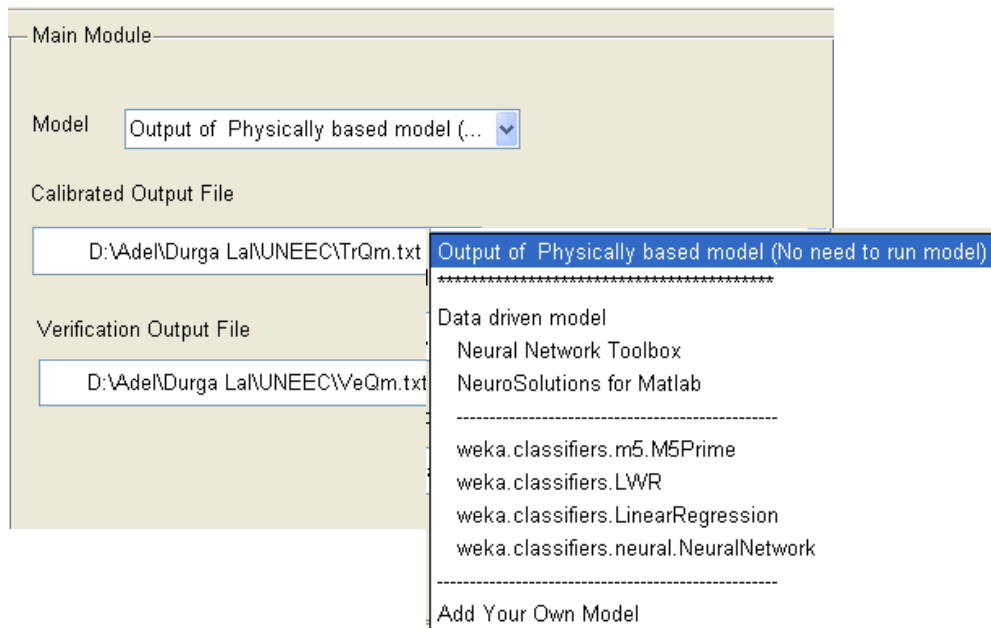 Main Module
Model
Output of Physically based model (...
Calibrated Output File
D:\Adel\Durga Lal\UNEEC\TrQm.txt
Verification Output File
D:\Adel\Durga Lal\UNEEC\VeQm.txt
Output of Physically based model (No need to run model)
*****************************************
Data driven model
Neural Network Toolbox
NeuroSolutions for Matlab
-------------------------------------------------
weka.classifiers.m5.M5Prime
weka.classifiers.LWR
weka.classifiers.LinearRegression
weka.classifiers.neural.NeuralNetwork
----------------------------------------------------
Add Your Own Model